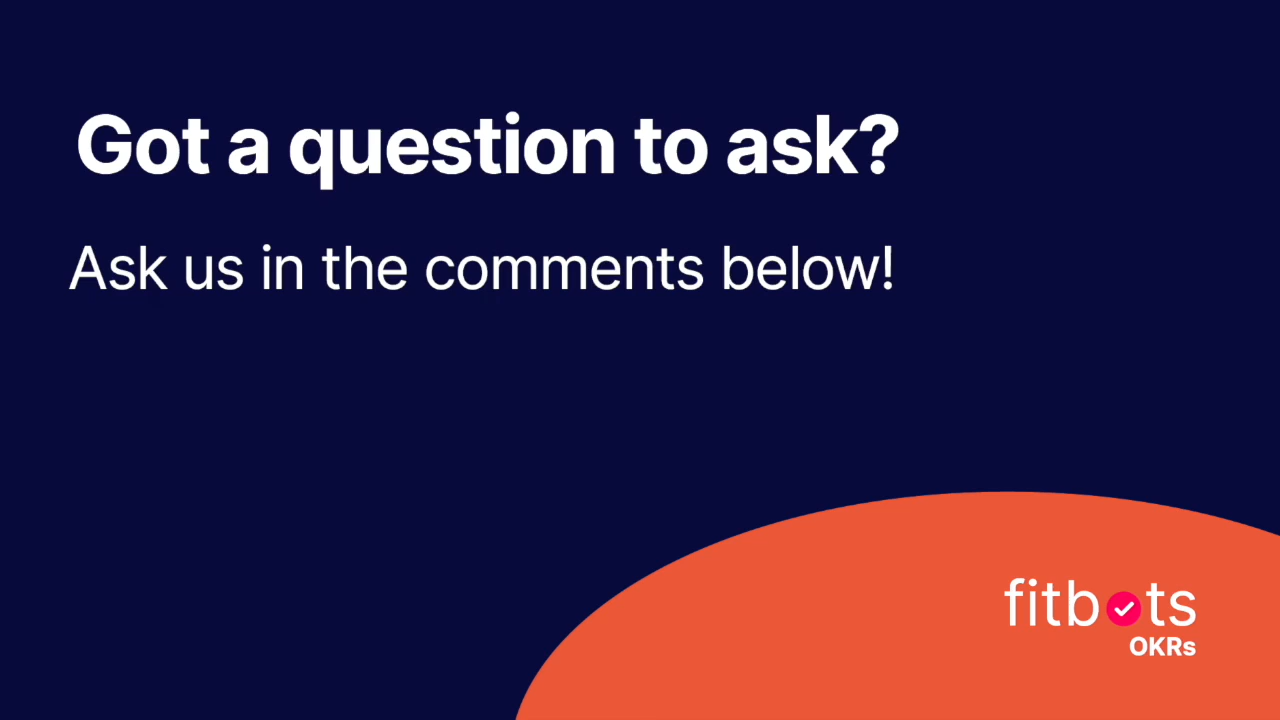 Got a question to ask?
Ask us in the comments below!
fitbots
OKRs